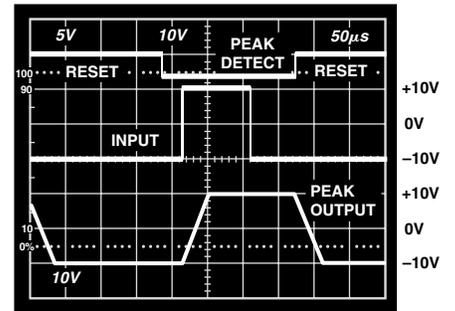 5V 10V 50μs
PEAK
DETECT
100 RESET RESET
90 +10V
0V
INPUT
–10V
PEAK +10V
OUTPUT
10 0V
0%
10V –10V